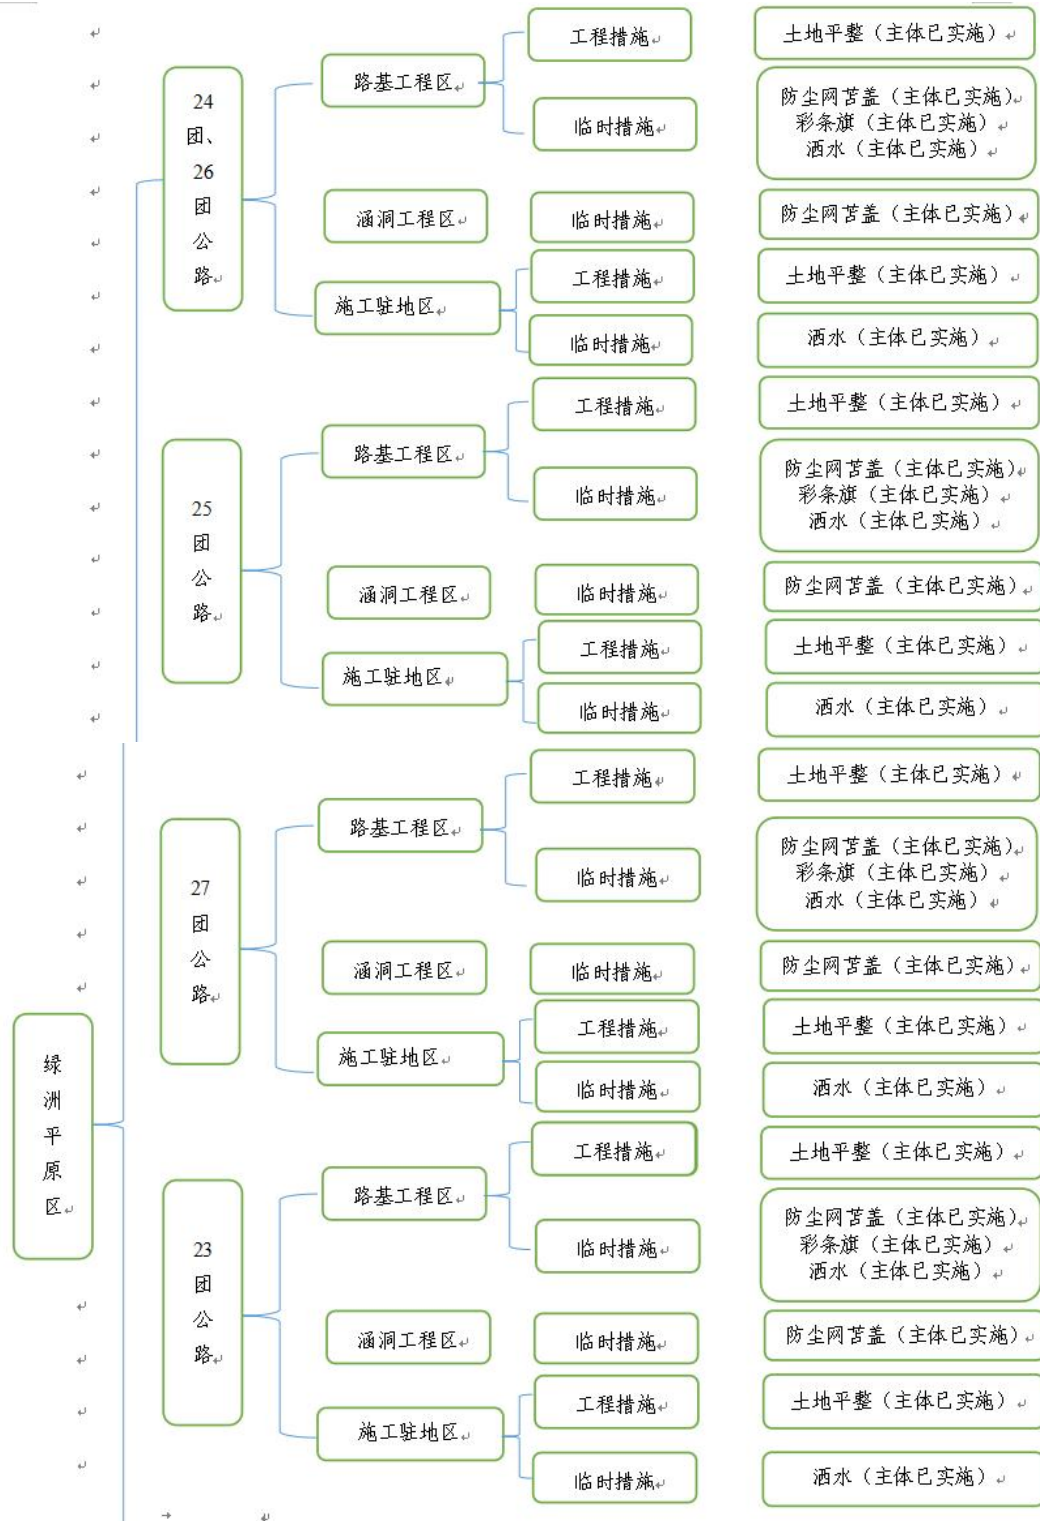 工程措施
土地平整（主体已实施）
路基工程区
24
团、
26
团
公
路
防尘网苫盖（主体已实施）
彩条旗（主体已实施）
洒水（主体已实施）
临时措施
涵洞工程区
临时措施
防尘网苫盖（主体已实施）
施工驻地区
工程措施
土地平整（主体已实施）
临时措施
洒水（主体已实施）
工程措施
土地平整（主体已实施）
路基工程区
25
团
公
路
临时措施
防尘网苫盖（主体已实施）
彩条旗（主体已实施）
洒水（主体已实施）
涵洞工程区
临时措施
防尘网苫盖（主体已实施）
施工驻地区
工程措施
土地平整（主体已实施）
临时措施
洒水（主体已实施）
绿
洲
平
原
区
工程措施
土地平整（主体已实施）
路基工程区
27
团
公
路
临时措施
防尘网苫盖（主体已实施）
彩条旗（主体已实施）
洒水（主体已实施）
涵洞工程区
临时措施
防尘网苫盖（主体已实施）
施工驻地区
工程措施
土地平整（主体已实施）
临时措施
洒水（主体已实施）
工程措施
土地平整（主体已实施）
路基工程区
23
团
公
路
临时措施
防尘网苫盖（主体已实施）
彩条旗（主体已实施）
洒水（主体已实施）
涵洞工程区
临时措施
防尘网苫盖（主体已实施）
施工驻地区
工程措施
土地平整（主体已实施）
临时措施
洒水（主体已实施）